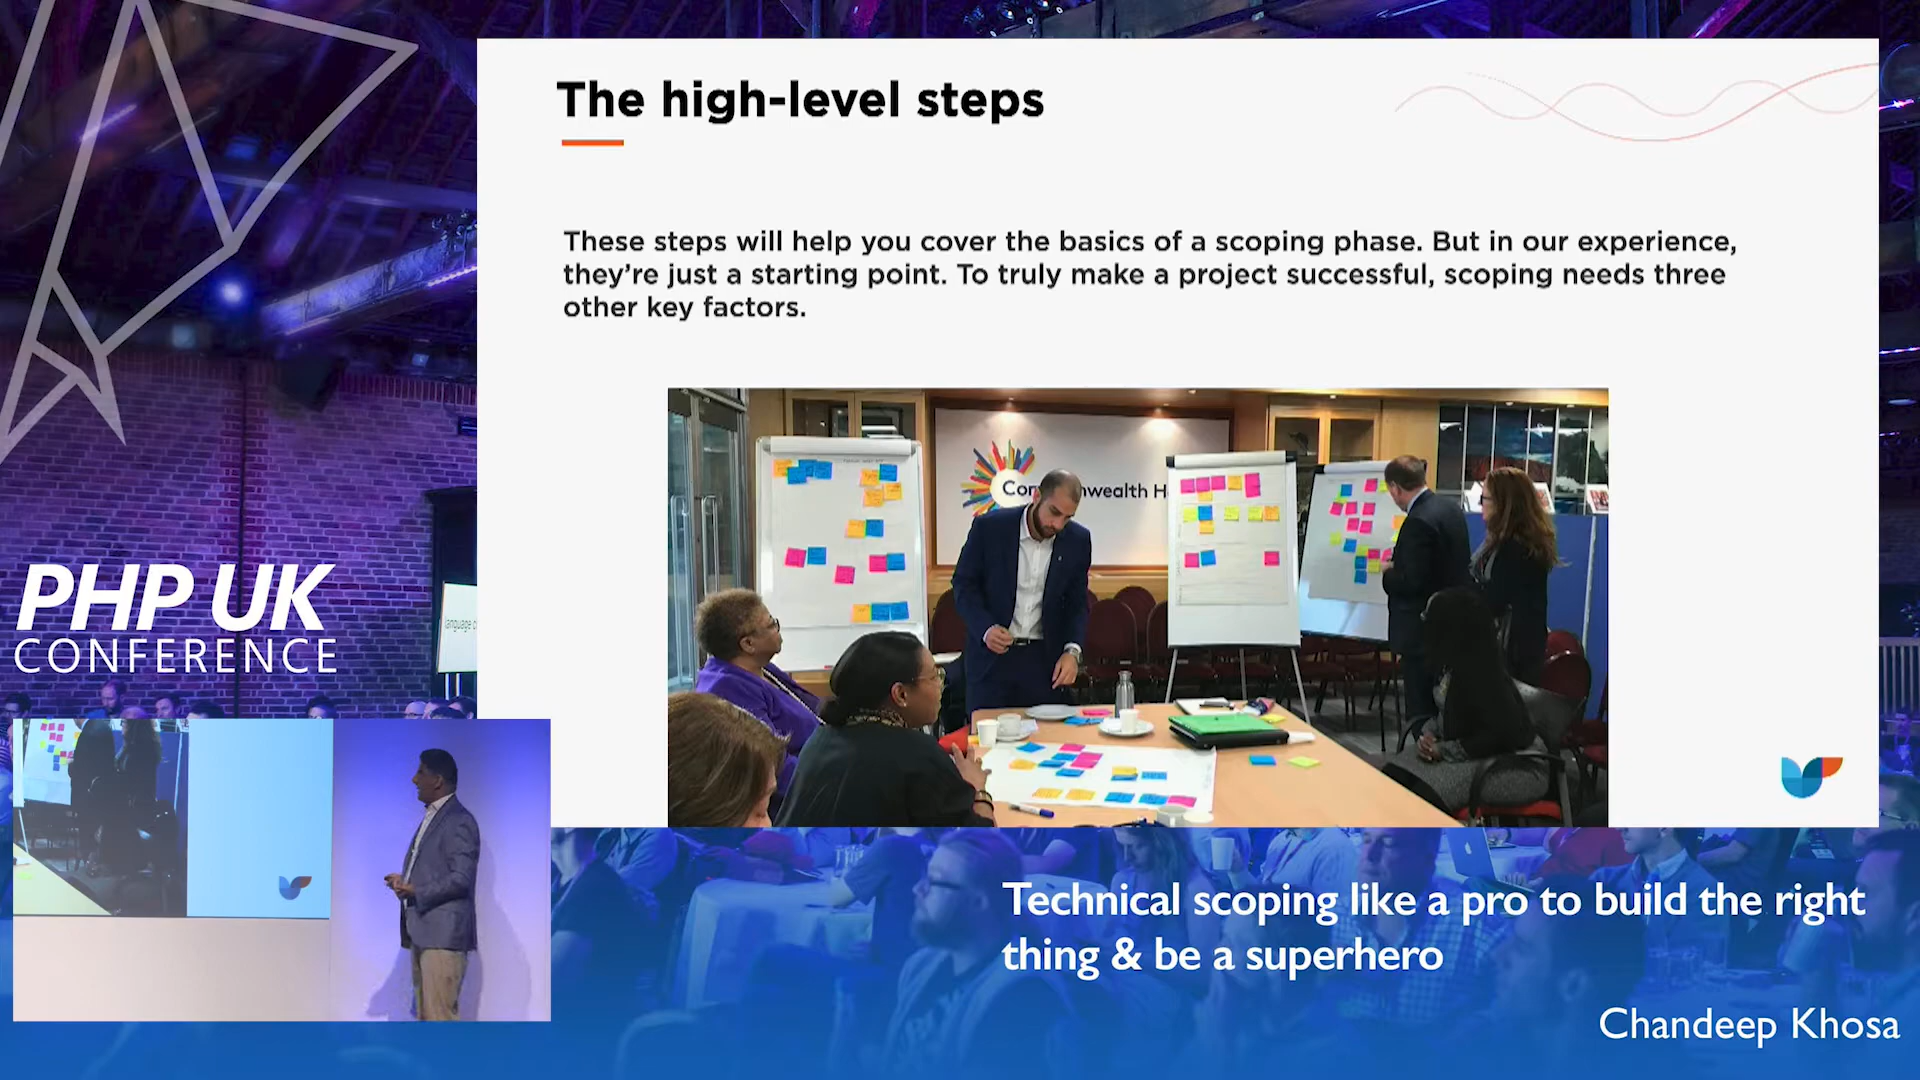 The high-level steps
These steps will help you cover the basics of a scoping phase. But in our experience,
they're just a starting point. To truly make a project successful, scoping needs three
other key factors.
PHP UK
CONFERENCE
Technical scoping like a pro to build the right
thing & be a superhero
Chandeep Khosa